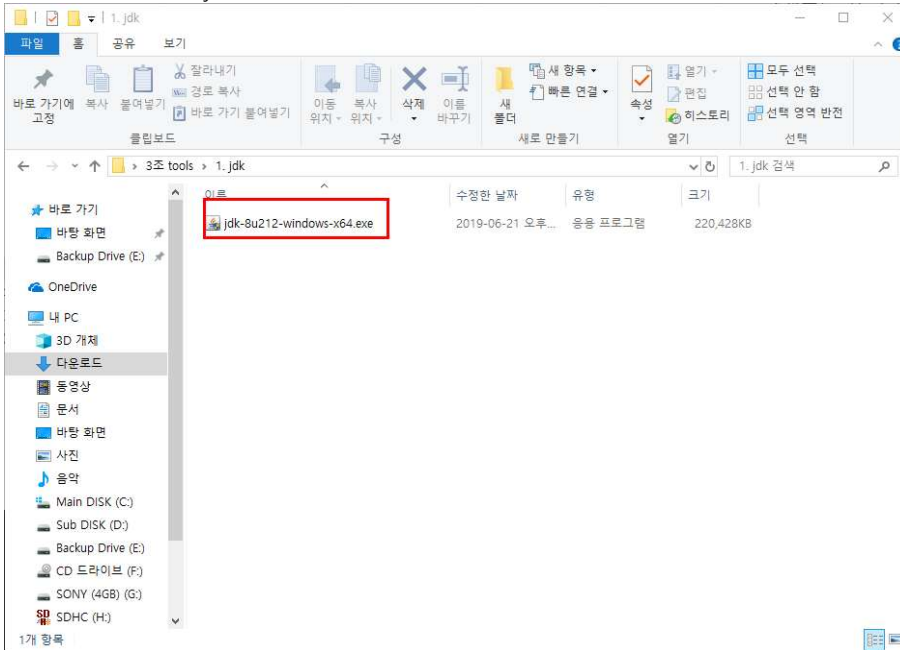 1. jdk
파일 홈 공유 보기
바로 가기에 고정
복사
붙여넣기
잘라내기
경로 복사
바로 가기 붙여넣기
클립보드
이동 위치
복사 위치
삭제
이름 바꾸기
구성
새 폴더
새 항목
빠른 연결
새로 만들기
속성
열기
편집
히스토리
열기
모두 선택
선택 안 함
선택 영역 반전
선택
3조 tools › 1. jdk
1. jdk 검색
이름 수정한 날짜 유형 크기
jdk-8u212-windows-x64.exe 2019-06-21 오후... 응용 프로그램 220,428KB
바로 가기
바탕 화면
Backup Drive (E:)
OneDrive
내 PC
3D 개체
다운로드
동영상
문서
바탕 화면
사진
음악
Main DISK (C:)
Sub DISK (D:)
Backup Drive (E:)
CD 드라이브 (F:)
SONY (4GB) (G:)
SDHC (H:)
1개 항목